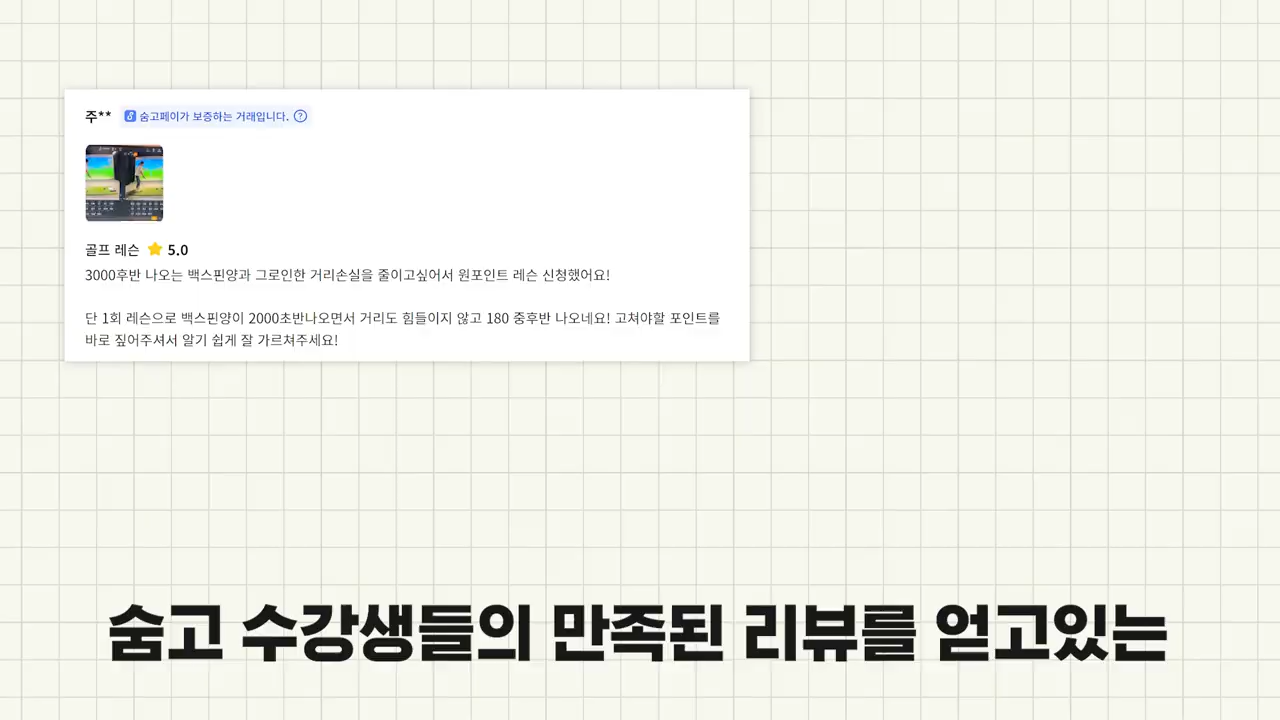 주** 숨고페이가 보증하는 거래입니다. ?
골프 레슨 5.0
3000후반 나오는 백스핀양과 그로인한 거리손실을 줄이고싶어서 원포인트 레슨 신청했어요!
단 1회 레슨으로 백스핀양이 2000초반나오면서 거리도 힘들이지 않고 180 중후반 나오네요! 고쳐야할 포인트를
바로 짚어주셔서 알기 쉽게 잘 가르쳐주세요!
숨고 수강생들의 만족된 리뷰를 얻고있는